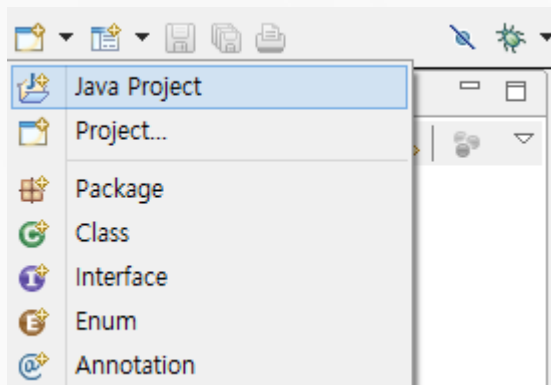 Java Project
Project...
Package
Class
Interface
Enum
Annotation